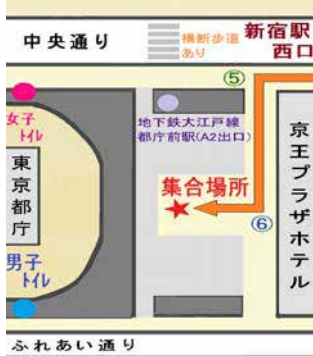 中央通り
横断歩道
あり
新宿駅
西口
⑤
女子
トイレ
地下鉄大江戸線
都庁前駅(A2出口)
東京都庁
集合場所
京王プラザホテル
⑥
男子
トイレ
ふれあい通り